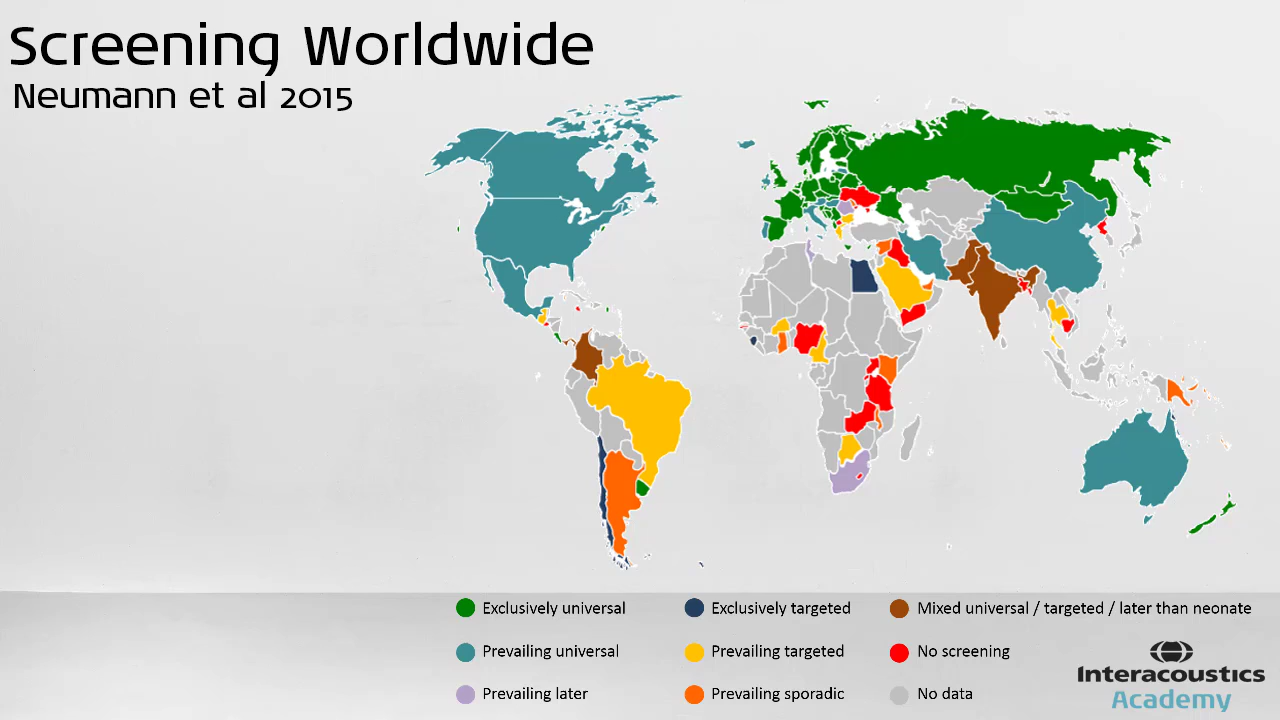 Screening Worldwide
Neumann et al 2015
Exclusively universal
Exclusively targeted
Mixed universal / targeted / later than neonate
Prevailing universal
Prevailing targeted
No screening
Prevailing later
Prevailing sporadic
No data
Interacoustics
Academy